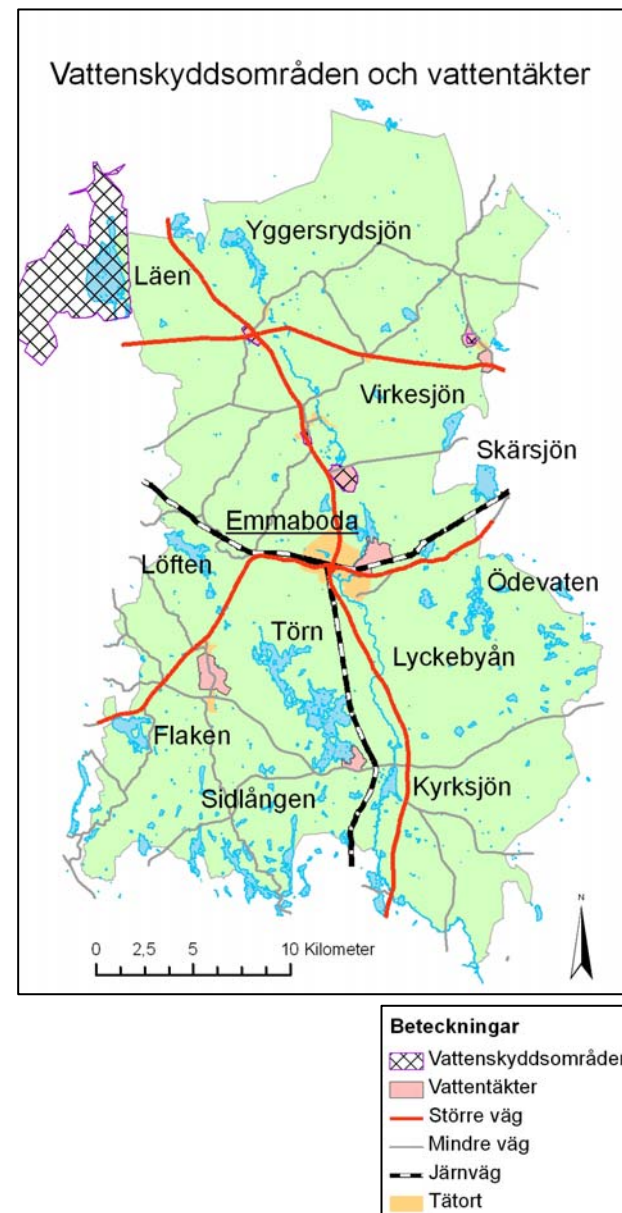 Vattenskyddsområden och vattentäkter
Yggersrydsjön
Läen
Virkesjön
Skärsjön
Emmaboda
Löften
Ödevaten
Törn
Lyckebyån
Flaken
Sidlången
Kyrksjön
N
0 2,5 5 10 Kilometer
Beteckningar
Vattenskyddsområden
Vattentäkter
Större väg
Mindre väg
Järnväg
Tätort